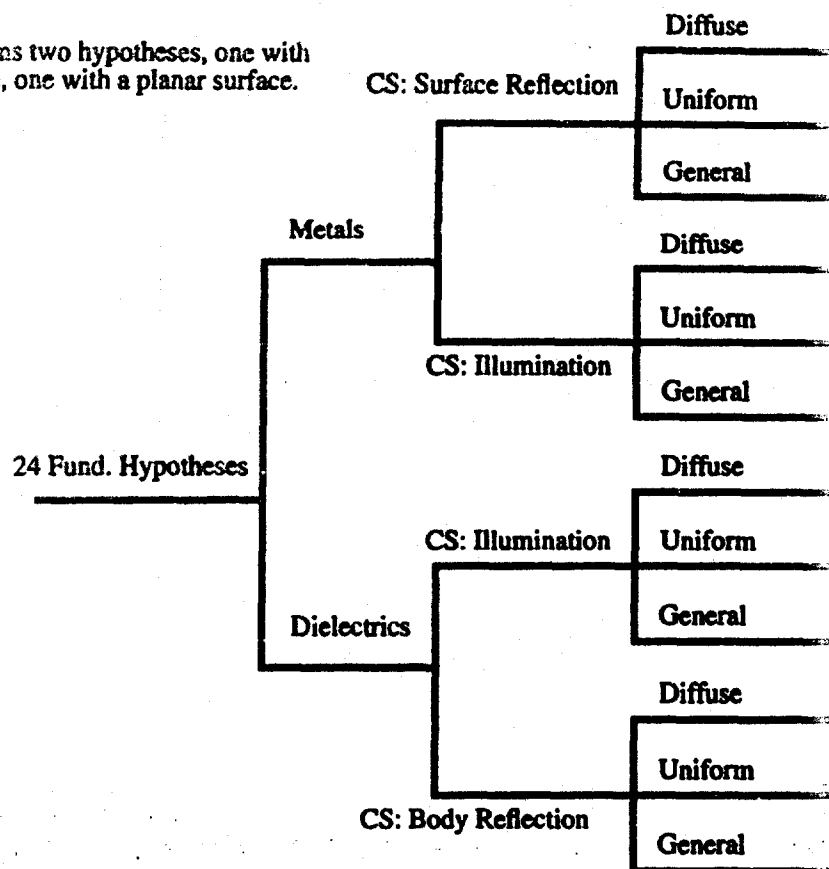 two hypotheses, one with
one with a planar surface.
Diffuse
CS: Surface Reflection
Uniform
General
Metals
Diffuse
Uniform
CS: Illumination
General
24 Fund. Hypotheses
Diffuse
CS: Illumination
Uniform
General
Dielectrics
Diffuse
Uniform
CS: Body Reflection
General